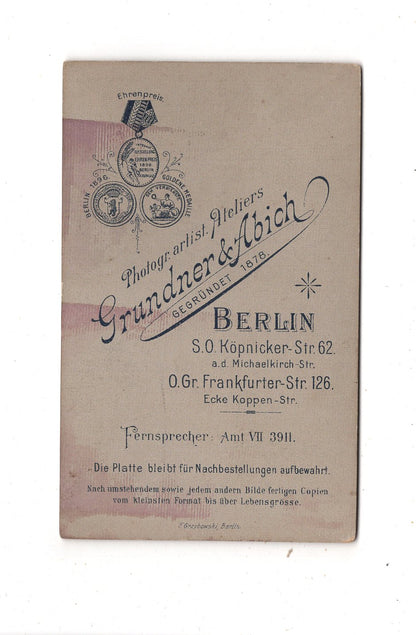 Ehrenpreis.
BERLIN 1896.
GOLDENE MEDAILLE
Photogr. artist. Ateliers
Grundner & Abich
GEGRÜNDET 1878.
BERLIN
S.O. Köpnicker-Str. 62.
a.d. Michaelkirch-Str.
O. Gr. Frankfurter-Str. 126.
Ecke Koppen-Str.
Fernsprecher: Amt VII 3911.
Die Platte bleibt für Nachbestellungen aufbewahrt.
Nach umstehendem sowie jedem andern Bilde fertigen Copien
vom kleinsten Format bis über Lebensgrösse.